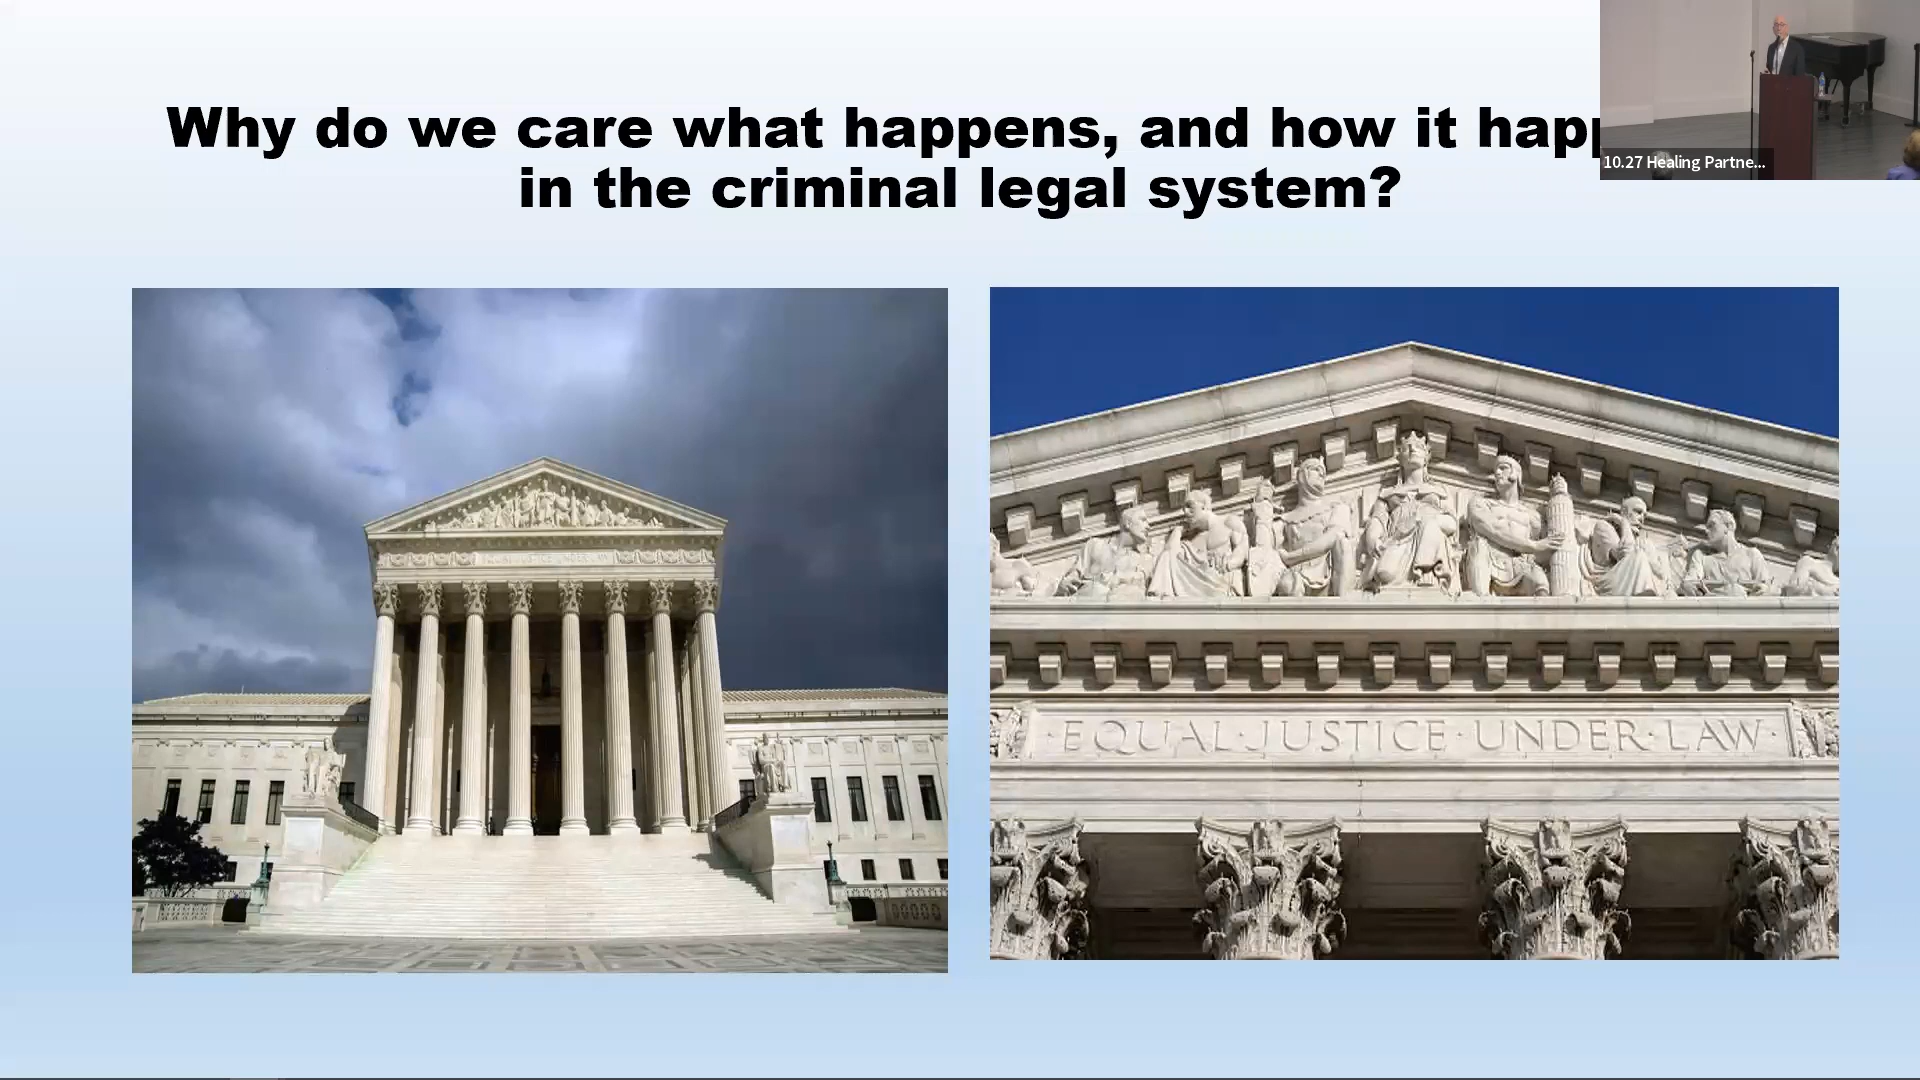 Why do we care what happens, and how it
in the criminal legal system?
10.27 Healing Partne...
·EQUAL·JUSTICE·UNDER·LAW·